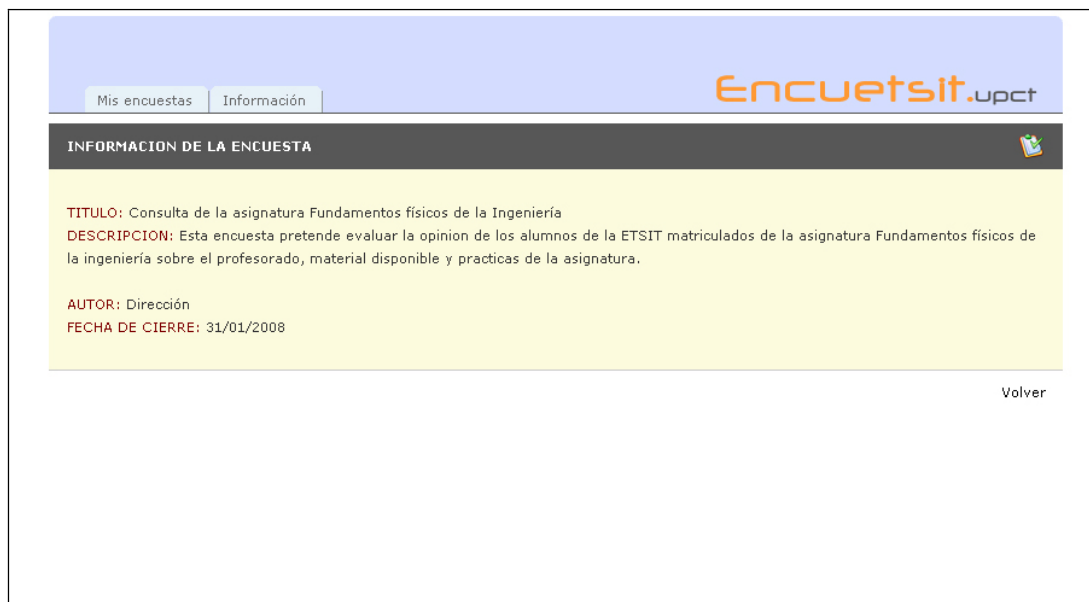 Mis encuestas
Información
Encuetsit.upct
INFORMACION DE LA ENCUESTA
TITULO: Consulta de la asignatura Fundamentos físicos de la Ingeniería
DESCRIPCION: Esta encuesta pretende evaluar la opinion de los alumnos de la ETSIT matriculados de la asignatura Fundamentos físicos de
la ingeniería sobre el profesorado, material disponible y practicas de la asignatura.
AUTOR: Dirección
FECHA DE CIERRE: 31/01/2008
Volver